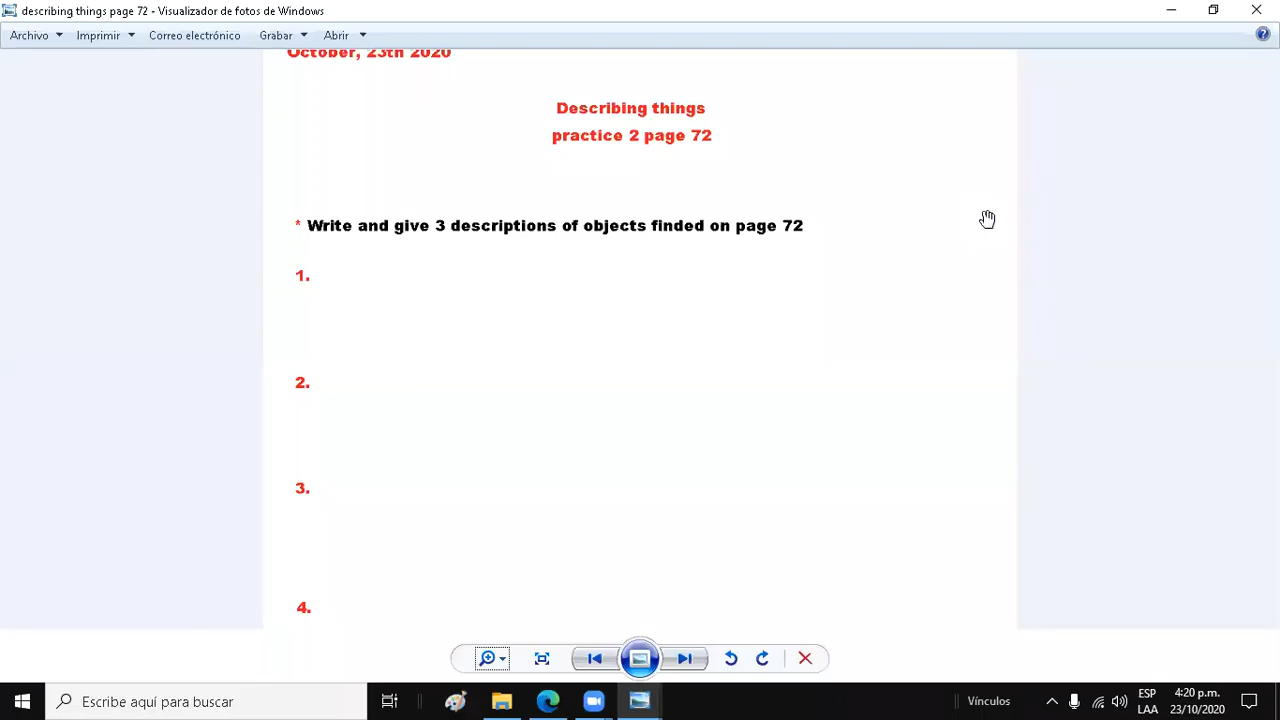 describing things page 72 - Visualizador de fotos de Windows
Archivo Imprimir Correo electrónico Grabar Abrir
October, 23th 2020
Describing things
practice 2 page 72
* Write and give 3 descriptions of objects finded on page 72
1.
2.
3.
4.
Escribe aquí para buscar
Vínculos
ESP
LAA
4:20 p.m.
23/10/2020